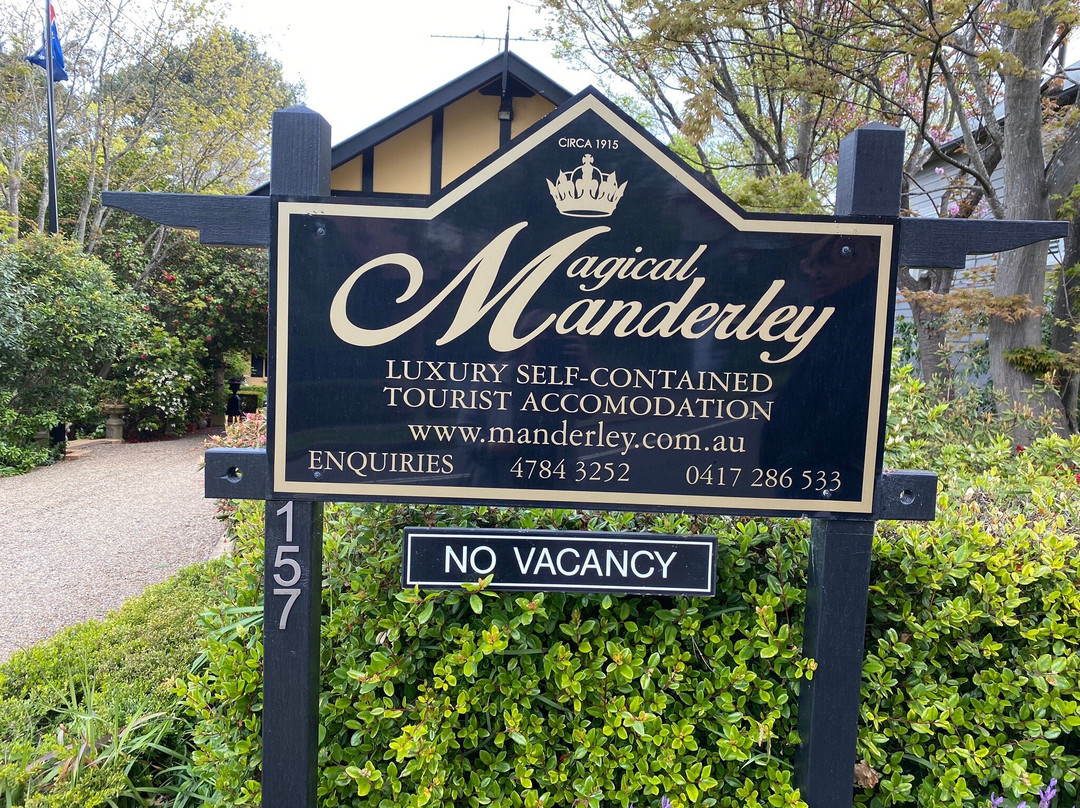 CIRCA 1915
Magical
Manderley
LUXURY SELF-CONTAINED
TOURIST ACCOMODATION
www.manderley.com.au
ENQUIRIES 4784 3252 0417 286 533
157
NO VACANCY